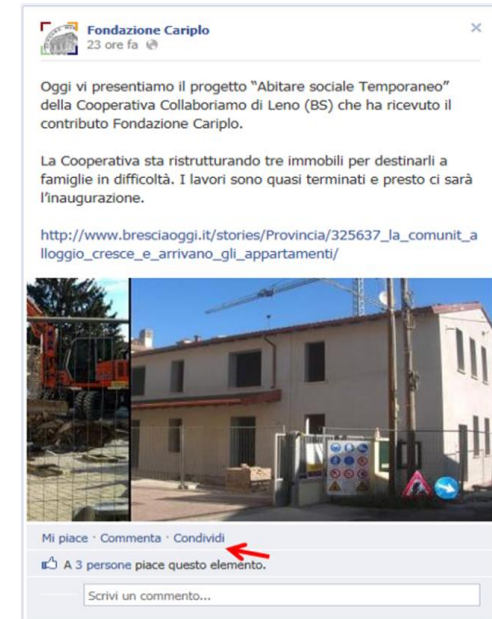 Fondazione Cariplo
23 ore fa
Oggi vi presentiamo il progetto “Abitare sociale Temporaneo”
della Cooperativa Collaboriamo di Leno (BS) che ha ricevuto il
contributo Fondazione Cariplo.
La Cooperativa sta ristrutturando tre immobili per destinarli a
famiglie in difficoltà. I lavori sono quasi terminati e presto ci sarà
l'inaugurazione.
http://www.bresciaoggi.it/stories/Provincia/325637_la_comunit_a
lloggio_cresce_e_arrivano_gli_appartamenti/
Mi piace · Commenta · Condividi
A 3 persone piace questo elemento.
Scrivi un commento...